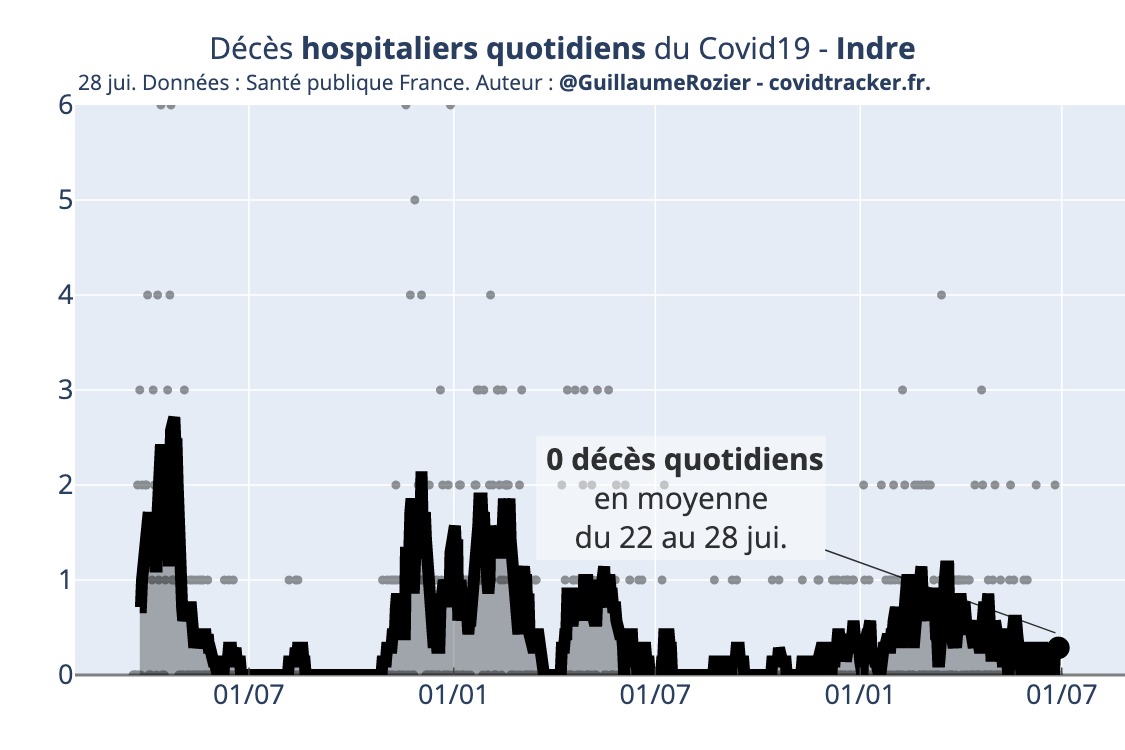 Décès hospitaliers quotidiens du Covid19 - Indre
28 jui. Données : Santé publique France. Auteur : @GuillaumeRozier - covidtracker.fr.
6
5
4
3
2
1
0
0 décès quotidiens
en moyenne
du 22 au 28 jui.
01/07 01/01 01/07 01/01 01/07